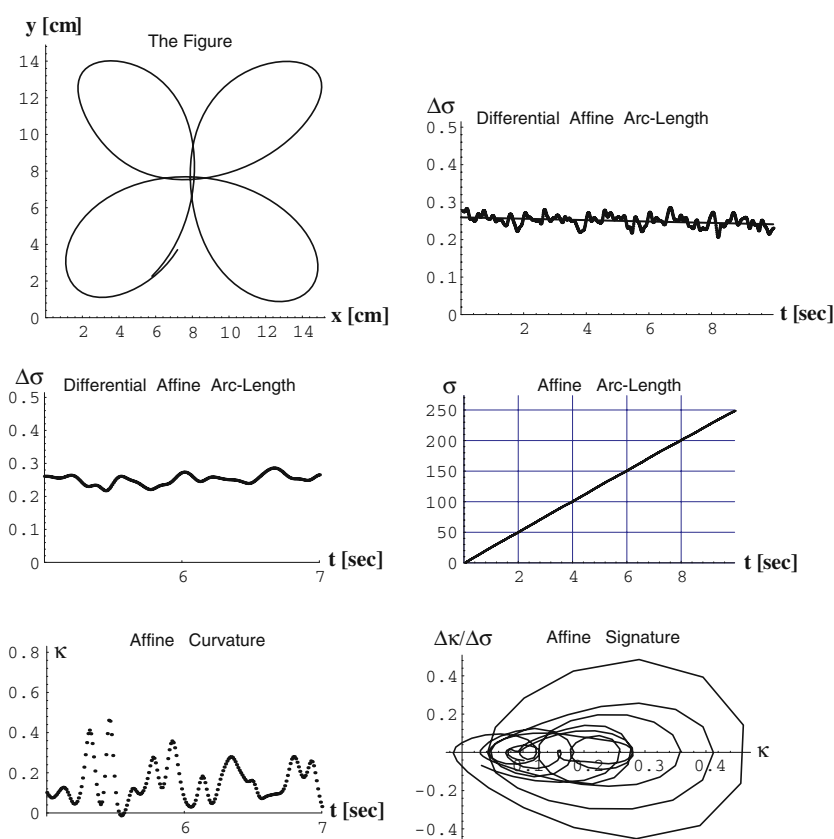 y [cm]
The Figure
14
12
10
8
6
4
2
0
2 4 6 8 10 12 14
x [cm]
Δσ
Differential Affine Arc-Length
0.5
0.4
0.3
0.2
0.1
0
2 4 6 8
t [sec]
Δσ
Differential Affine Arc-Length
0.5
0.4
0.3
0.2
0.1
0
6 7
t [sec]
σ
Affine Arc-Length
250
200
150
100
50
0
2 4 6 8
t [sec]
κ
Affine Curvature
0.8
0.6
0.4
0.2
0
6 7
t [sec]
Δκ/Δσ
Affine Signature
0.4
0.2
0
-0.2
-0.4
0.1 0.2 0.3 0.4
κ